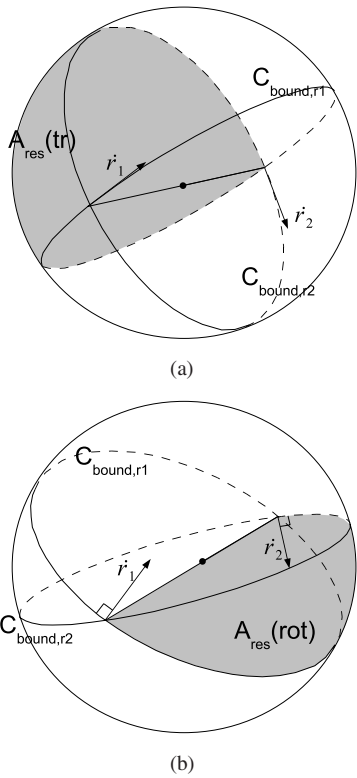 C_bound,r1
A_res(tr)
ṙ_1
ṙ_2
C_bound,r2
(a)
C_bound,r1
ṙ_2
ṙ_1
C_bound,r2
A_res(rot)
(b)